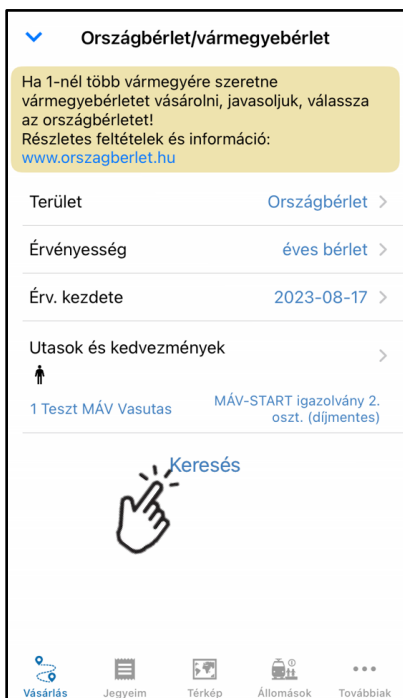 Országbérlet/vármegyebérlet
Ha 1-nél több vármegyére szeretne
vármegyebérletet vásárolni, javasoljuk, válassza
az országbérletet!
Részletes feltételek és információ:
www.orszagberlet.hu
Terület
Országbérlet
Érvényesség
éves bérlet
Érv. kezdete
2023-08-17
Utasok és kedvezmények
1 Teszt MÁV Vasutas
MÁV-START igazolvány 2.
oszt. (díjmentes)
Keresés
Vásárlás
Jegyeim
Térkép
Állomások
Továbbiak